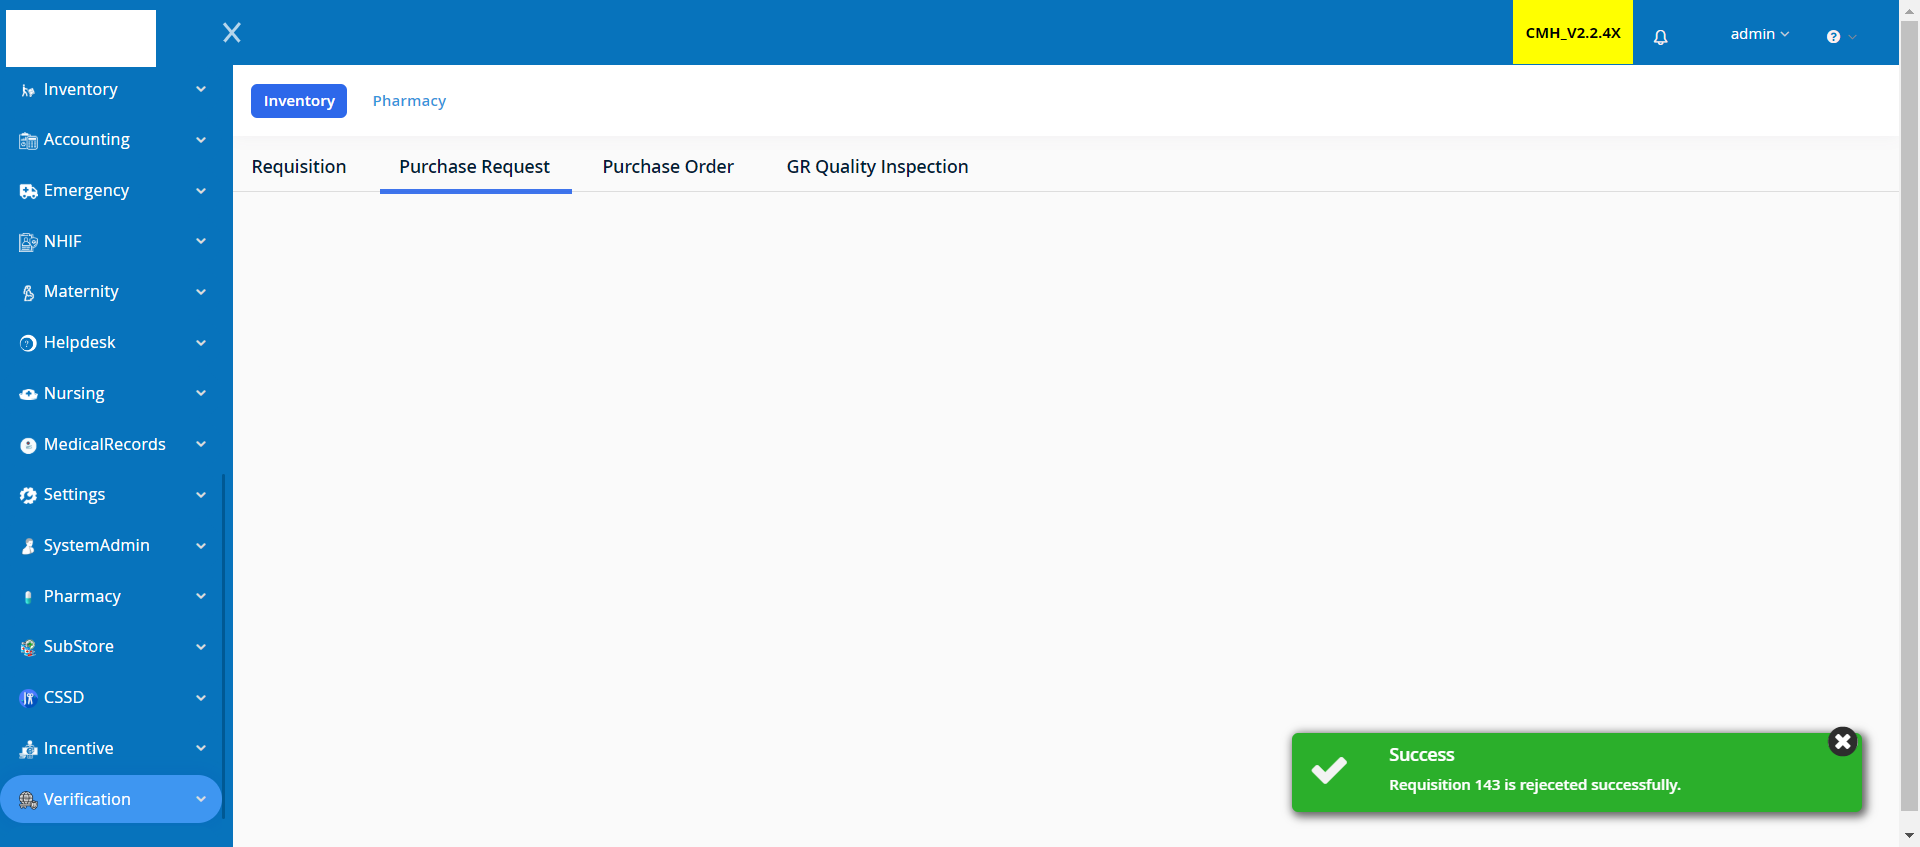 CMH_V2.2.4X
admin
Inventory
Accounting
Emergency
NHIF
Maternity
Helpdesk
Nursing
MedicalRecords
Settings
SystemAdmin
Pharmacy
SubStore
CSSD
Incentive
Verification
Inventory Pharmacy
Requisition Purchase Request Purchase Order GR Quality Inspection
Success
Requisition 143 is rejeceted successfully.